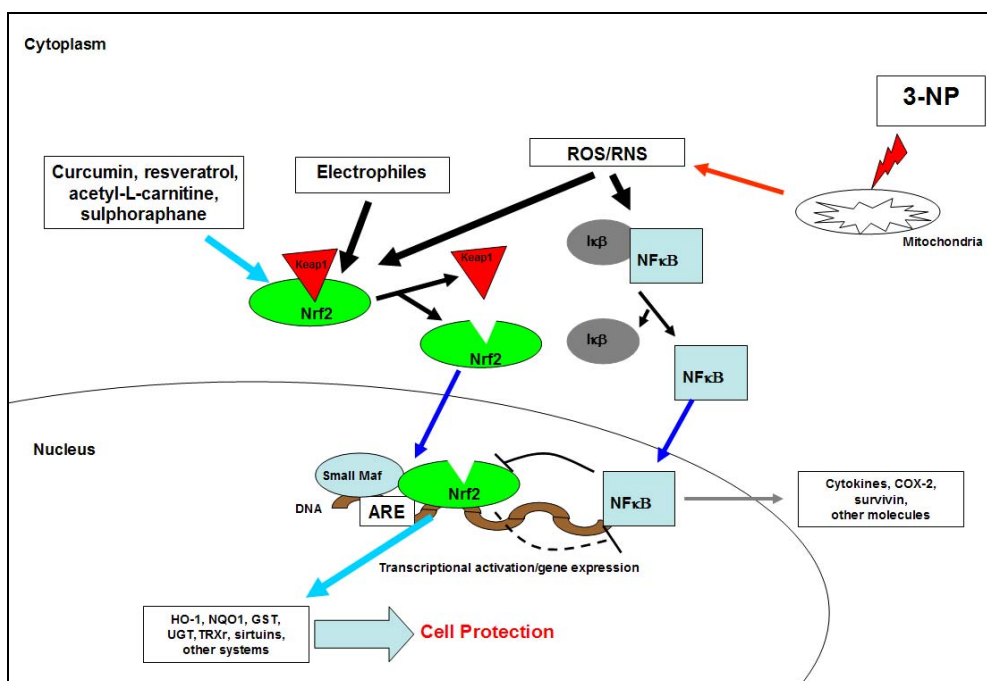 Cytoplasm
3-NP
Curcumin, resveratrol,
acetyl-L-carnitine,
sulphoraphane
Electrophiles
ROS/RNS
Mitochondria
Keap1
Nrf2
Keap1
Nrf2
Iκβ
NFκB
Iκβ
NFκB
Nucleus
Small Maf
Nrf2
DNA
ARE
NFκB
Cytokines, COX-2,
survivin,
other molecules
Transcriptional activation/gene expression
HO-1, NQO1, GST,
UGT, TRXr, sirtuins,
other systems
Cell Protection